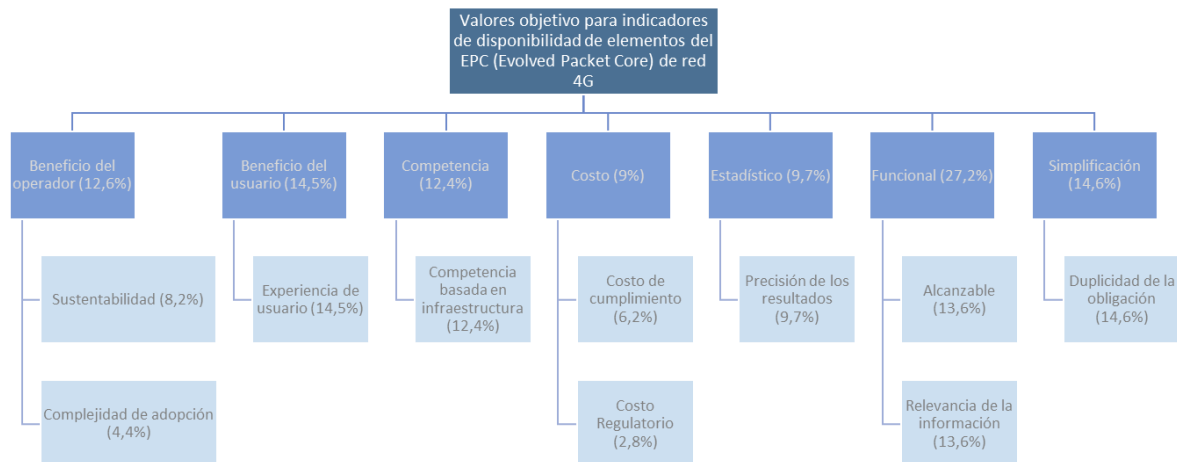 Valores objetivo para indicadores
de disponibilidad de elementos del
EPC (Evolved Packet Core) de red
4G
Beneficio del
operador (12,6%)
Beneficio del
usuario (14,5%)
Competencia
(12,4%)
Costo (9%)
Estadístico (9,7%)
Funcional (27,2%)
Simplificación
(14,6%)
Sustentabilidad (8,2%)
Experiencia de
usuario (14,5%)
Competencia
basada en
infraestructura
(12,4%)
Costo de
cumplimiento
(6,2%)
Precisión de los
resultados
(9,7%)
Alcanzable
(13,6%)
Duplicidad de la
obligación
(14,6%)
Complejidad de adopción
(4,4%)
Costo
Regulatorio
(2,8%)
Relevancia de la
información
(13,6%)